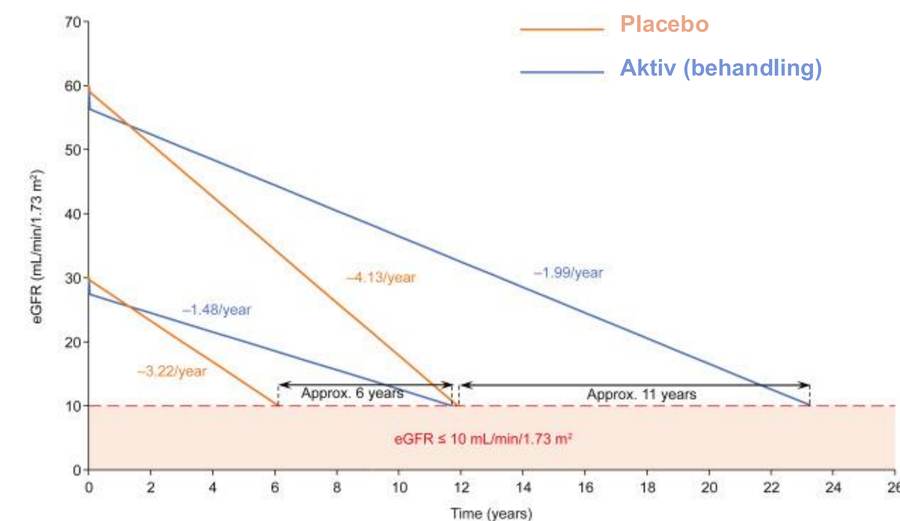 Placebo
Aktiv (behandling)
70
60
50
40
30
20
10
0
eGFR (mL/min/1.73 m²)
–4.13/year
–1.99/year
–1.48/year
–3.22/year
Approx. 6 years
Approx. 11 years
eGFR ≤ 10 mL/min/1.73 m²
0 2 4 6 8 10 12 14 16 18 20 22 24 26
Time (years)